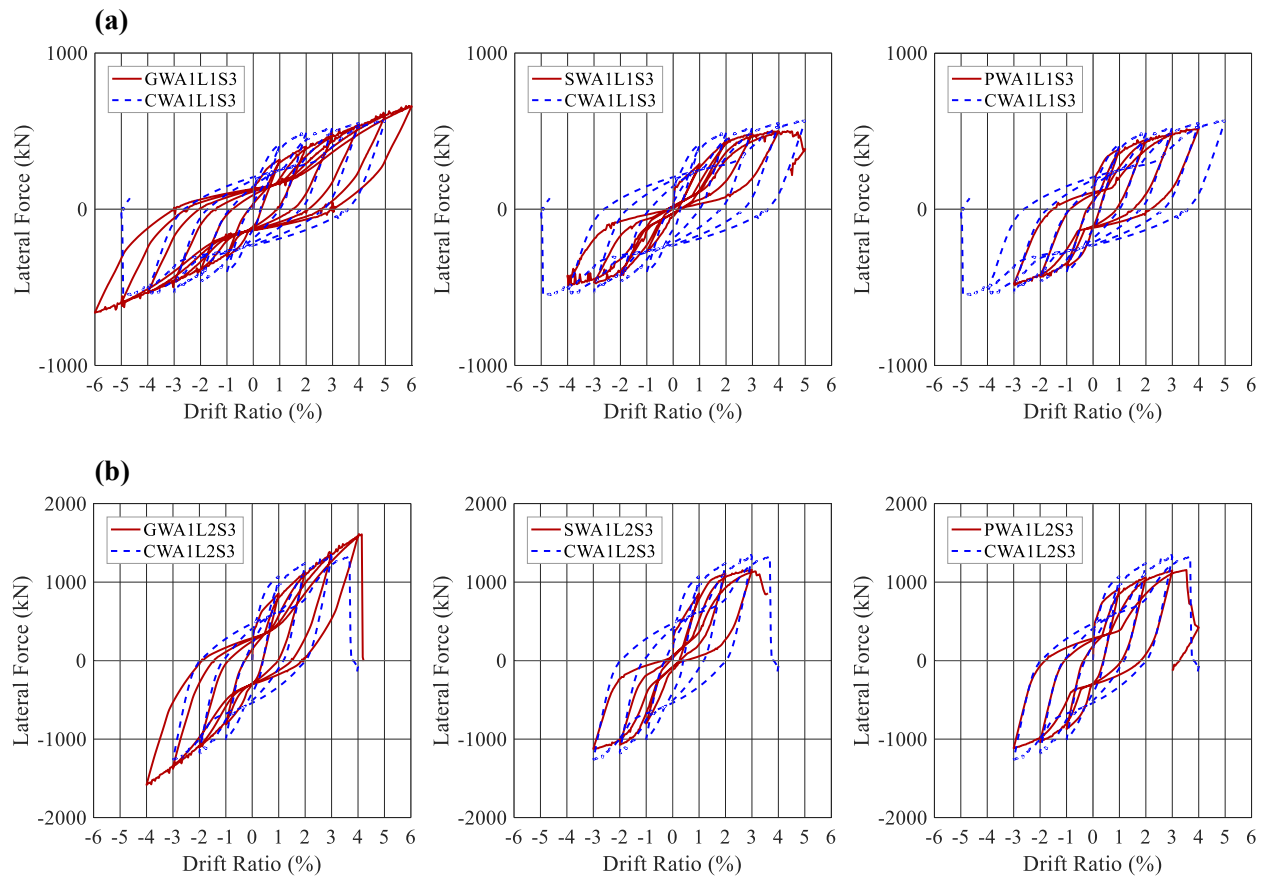 (a)
1000
0
-1000
Lateral Force (kN)
GWA1L1S3
CWA1L1S3
-6 -5 -4 -3 -2 -1 0 1 2 3 4 5 6
Drift Ratio (%)
1000
0
-1000
Lateral Force (kN)
SWA1L1S3
CWA1L1S3
-6 -5 -4 -3 -2 -1 0 1 2 3 4 5 6
Drift Ratio (%)
1000
0
-1000
Lateral Force (kN)
PWA1L1S3
CWA1L1S3
-6 -5 -4 -3 -2 -1 0 1 2 3 4 5 6
Drift Ratio (%)
(b)
2000
1000
0
-1000
-2000
Lateral Force (kN)
GWA1L2S3
CWA1L2S3
-6 -5 -4 -3 -2 -1 0 1 2 3 4 5 6
Drift Ratio (%)
2000
1000
0
-1000
-2000
Lateral Force (kN)
SWA1L2S3
CWA1L2S3
-6 -5 -4 -3 -2 -1 0 1 2 3 4 5 6
Drift Ratio (%)
2000
1000
0
-1000
-2000
Lateral Force (kN)
PWA1L2S3
CWA1L2S3
-6 -5 -4 -3 -2 -1 0 1 2 3 4 5 6
Drift Ratio (%)